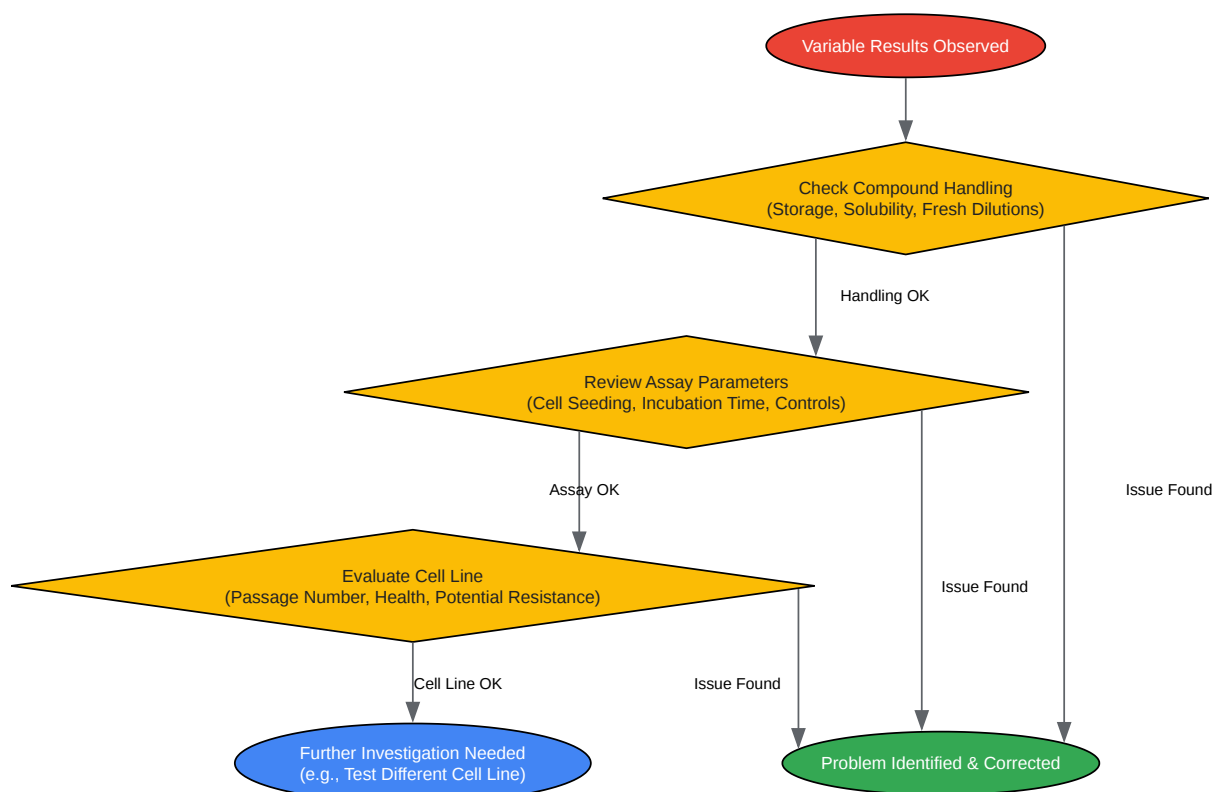 Variable Results Observed
Check Compound Handling
(Storage, Solubility, Fresh Dilutions)
Handling OK
Review Assay Parameters
(Cell Seeding, Incubation Time, Controls)
Assay OK
Issue Found
Evaluate Cell Line
(Passage Number, Health, Potential Resistance)
Issue Found
Cell Line OK
Issue Found
Further Investigation Needed
(e.g., Test Different Cell Line)
Problem Identified & Corrected